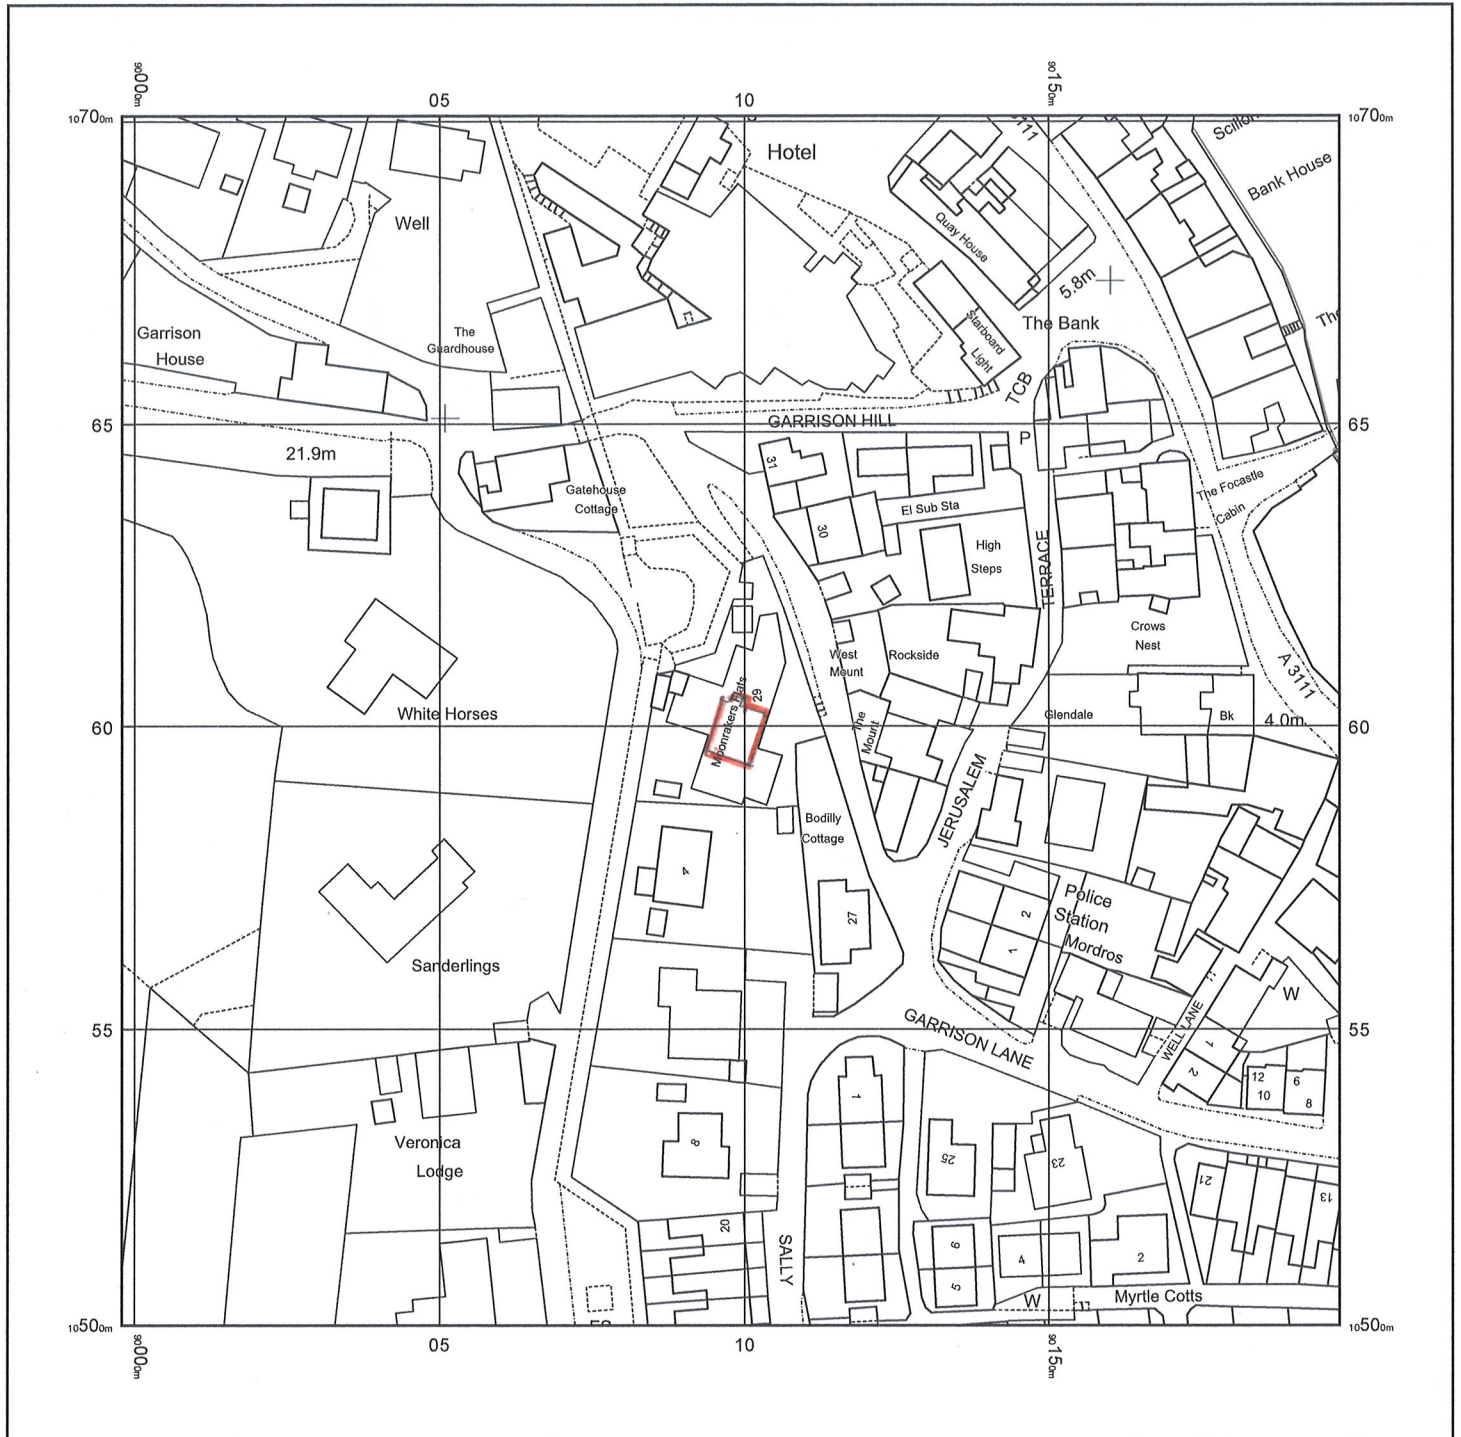 9000m
05
10
9015m
1070m
1070m
3111
Scillon
Hotel
Bank House
Well
Quay House
5.8m
Garrison
House
The
Guardhouse
Starboard
Light
The Bank
TCB
65
GARRISON HILL
65
P
21.9m
31
Gatehouse
Cottage
The Focastle
Cabin
El Sub Sta
30
High
Steps
TERRACE
Crows
Nest
West
Mount
Rockside
A 3111
29
Moonrakers Flats
White Horses
The
Mount
Glendale
Bk
4.0m
60
60
JERUSALEM
Bodilly
Cottage
4
27
Police
Station
Mordros
2
1
Sanderlings
W
GARRISON LANE
WELL LANE
55
55
1
2
12
10
6
8
1
Veronica
Lodge
8
25
23
21
13
20
SALLY
6
5
4
2
W
Myrtle Cotts
1050m
1050m
9000m
05
10
9015m